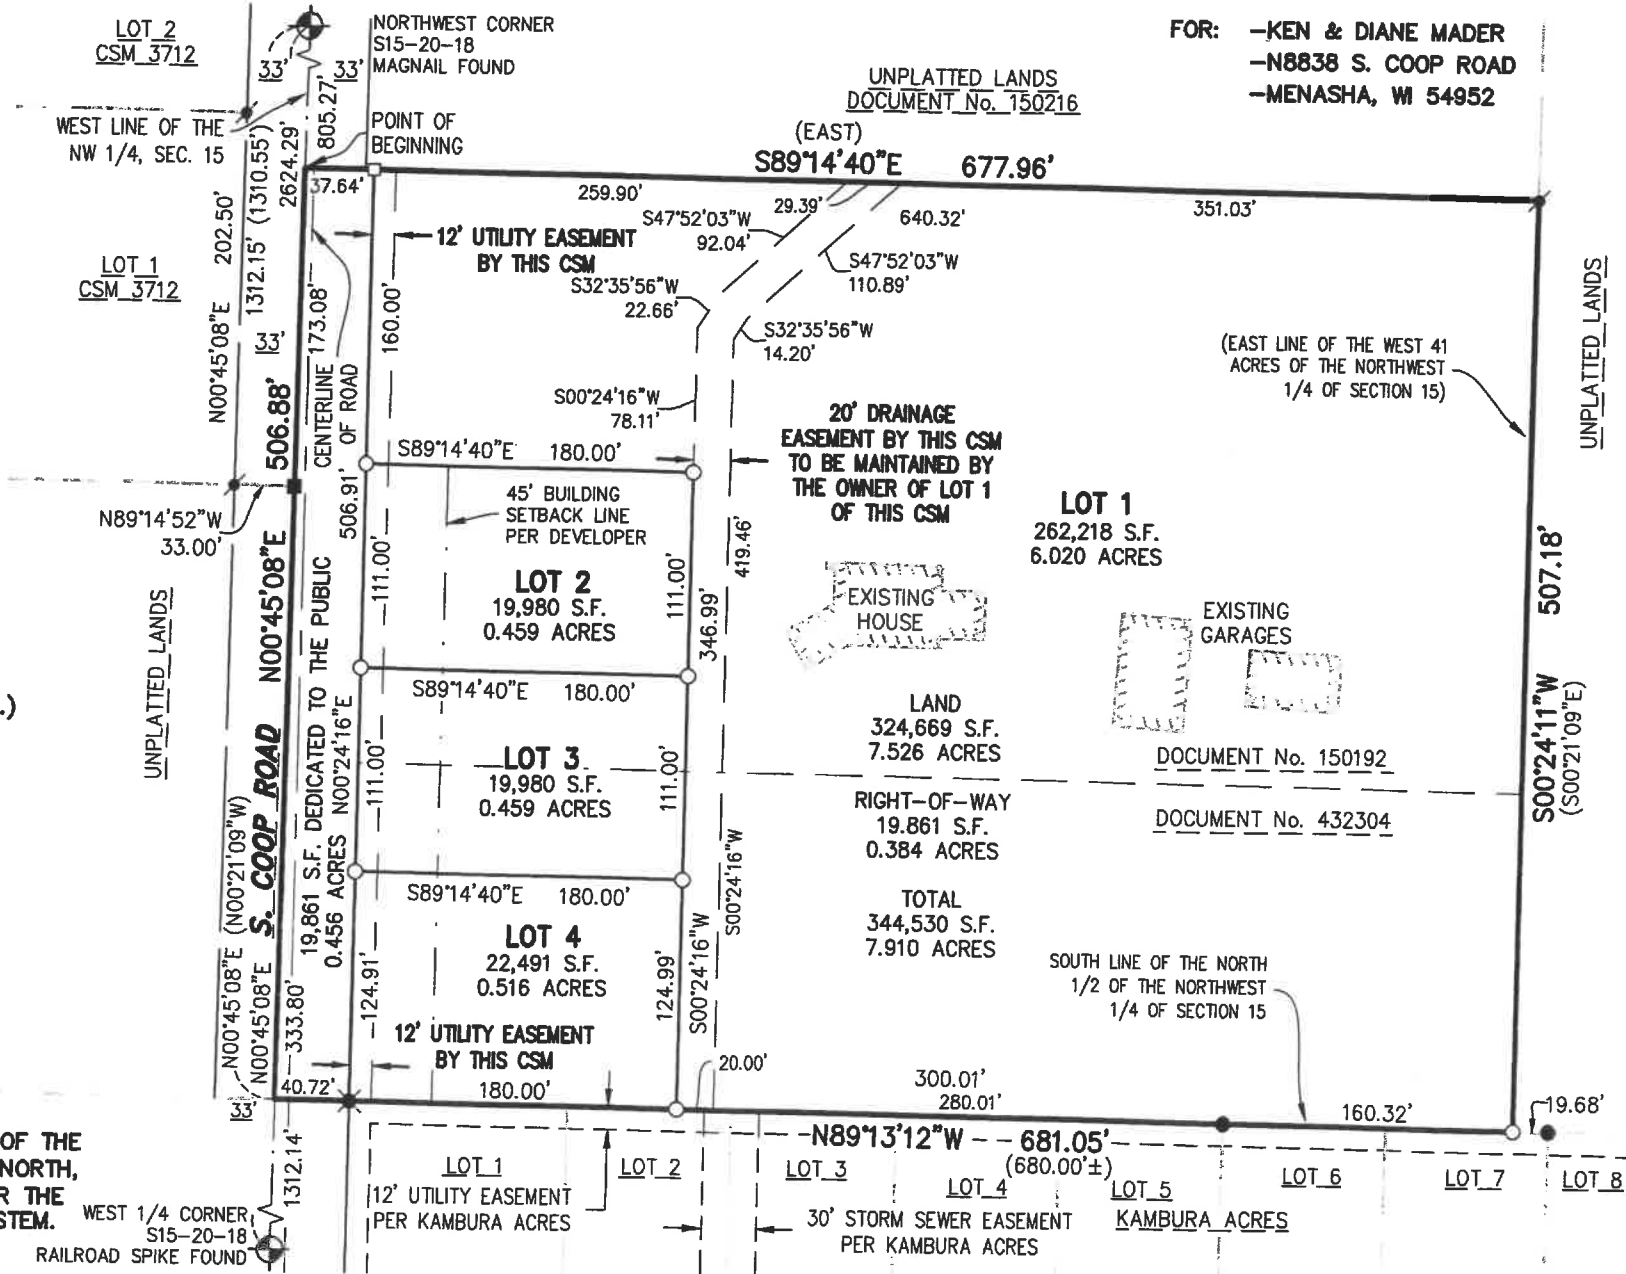 LOT 2
CSM 3712
33'
33'
NORTHWEST CORNER
S15-20-18
MAGNAIL FOUND
FOR: -KEN & DIANE MADER
-N8838 S. COOP ROAD
-MENASHA, WI 54952
UNPLATTED LANDS
DOCUMENT No. 150216
WEST LINE OF THE
NW 1/4, SEC. 15
805.27'
POINT OF
BEGINNING
(EAST)
S89°14'40"E 677.96'
2624.29'
1312.15' (1310.55')
202.50'
N00°45'08"E
37.64'
259.90'
29.39'
640.32'
351.03'
12' UTILITY EASEMENT
BY THIS CSM
S47°52'03"W
92.04'
S47°52'03"W
110.89'
S32°35'56"W
22.66'
S32°35'56"W
14.20'
S00°24'16"W
78.11'
LOT 1
CSM 3712
33'
173.08'
160.00'
CENTERLINE
OF ROAD
506.88'
506.91'
UNPLATTED LANDS
(EAST LINE OF THE WEST 41
ACRES OF THE NORTHWEST
1/4 OF SECTION 15)
20' DRAINAGE
EASEMENT BY THIS CSM
TO BE MAINTAINED BY
THE OWNER OF LOT 1
OF THIS CSM
S89°14'40"E 180.00'
45' BUILDING
SETBACK LINE
PER DEVELOPER
LOT 1
262,218 S.F.
6.020 ACRES
N89°14'52"W
33.00'
111.00'
LOT 2
19,980 S.F.
0.459 ACRES
111.00'
346.99'
419.46'
EXISTING
HOUSE
EXISTING
GARAGES
507.18'
S00°24'11"W
(S00°21'09"E)
UNPLATTED LANDS
N00°45'08"E
S. COOP ROAD
19,861 S.F. DEDICATED TO THE PUBLIC
0.456 ACRES N00°24'16"E
S89°14'40"E 180.00'
.)
LAND
324,669 S.F.
7.526 ACRES
111.00'
LOT 3
19,980 S.F.
0.459 ACRES
111.00'
DOCUMENT No. 150192
RIGHT-OF-WAY
19.861 S.F.
0.384 ACRES
DOCUMENT No. 432304
S89°14'40"E 180.00'
S00°24'16"W
TOTAL
344,530 S.F.
7.910 ACRES
N00°45'08"E (N00°21'09"W)
N00°45'08"E
333.80'
124.91'
LOT 4
22,491 S.F.
0.516 ACRES
124.99'
S00°24'16"W
SOUTH LINE OF THE NORTH
1/2 OF THE NORTHWEST
1/4 OF SECTION 15
12' UTILITY EASEMENT
BY THIS CSM
40.72'
180.00'
20.00'
300.01'
280.01'
160.32'
19.68'
33'
N89°13'12"W 681.05'
(680.00'±)
1312.14'
OF THE
NORTH,
R THE
STEM.
WEST 1/4 CORNER
S15-20-18
RAILROAD SPIKE FOUND
LOT 1
LOT 2
LOT 3
LOT 4
LOT 5
LOT 6
LOT 7
LOT 8
12' UTILITY EASEMENT
PER KAMBURA ACRES
30' STORM SEWER EASEMENT
PER KAMBURA ACRES
KAMBURA ACRES